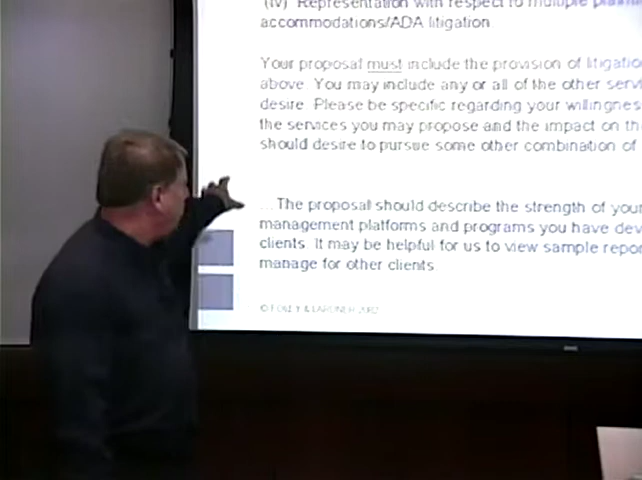 (iv) Representation with respect to multiple
accommodations/ADA litigation
Your proposal must include the provision of
above. You may include any or all of the other
desire. Please be specific regarding your
the services you may propose and the impact on
should desire to pursue some other combination of
...The proposal should describe the strength of your
management platforms and programs you have
clients. It may be helpful for us to view sample
manage for other clients.
© FOLEY & LARDNER